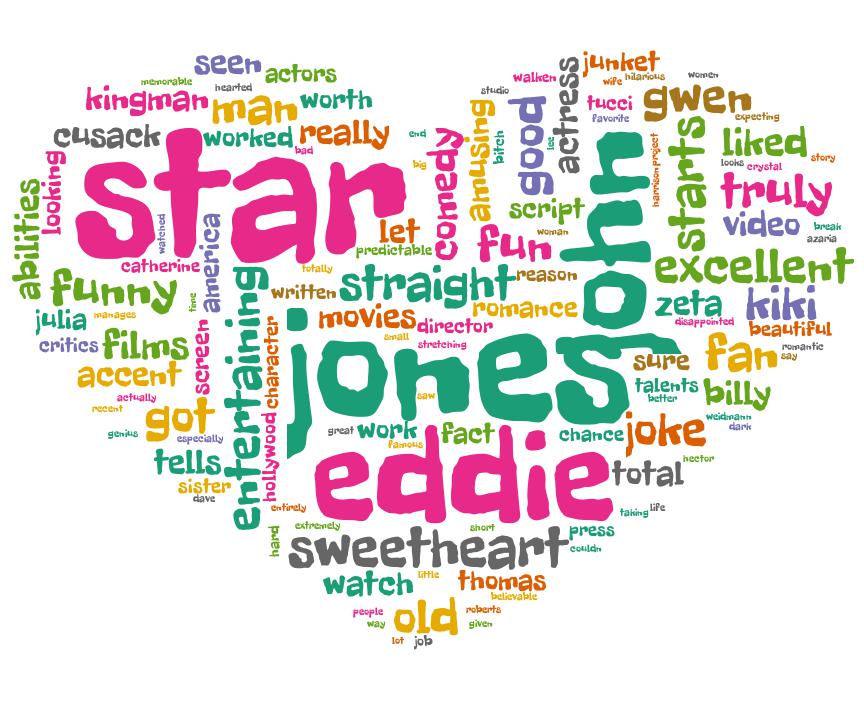 seen
actors
memorable
hearted
kingman
man
worth
cusack
worked
really
bad
star
looking
abilities
watched
america
catherine
let
predictable
totally
end
big
comedy
amusing
studio
bitch
walken
good
lee
actress
junket
wife
hilarious
women
tucci
favorite
gwen
expecting
harrison
project
starts
liked
looks
crystal
story
truly
video
break
azaria
script
woman
fun
john
excellent
funny
written
straight
reason
romance
zeta
kiki
disappointed
beautiful
julia
manages
time
movies
director
small
stretching
critics
films
screen
entertaining
character
jones
saw
sure
fan
romantic
say
accent
actually
talents
better
billy
recent
got
genius
especially
hollywood
great
work
famous
fact
chance
joke
weidmann
dark
tells
sister
dave
eddie
total
hector
entirely
taking
life
hard
extremely
short
press
sweetheart
couldn
watch
little
thomas
believable
people
old
roberts
way
given
lot
job